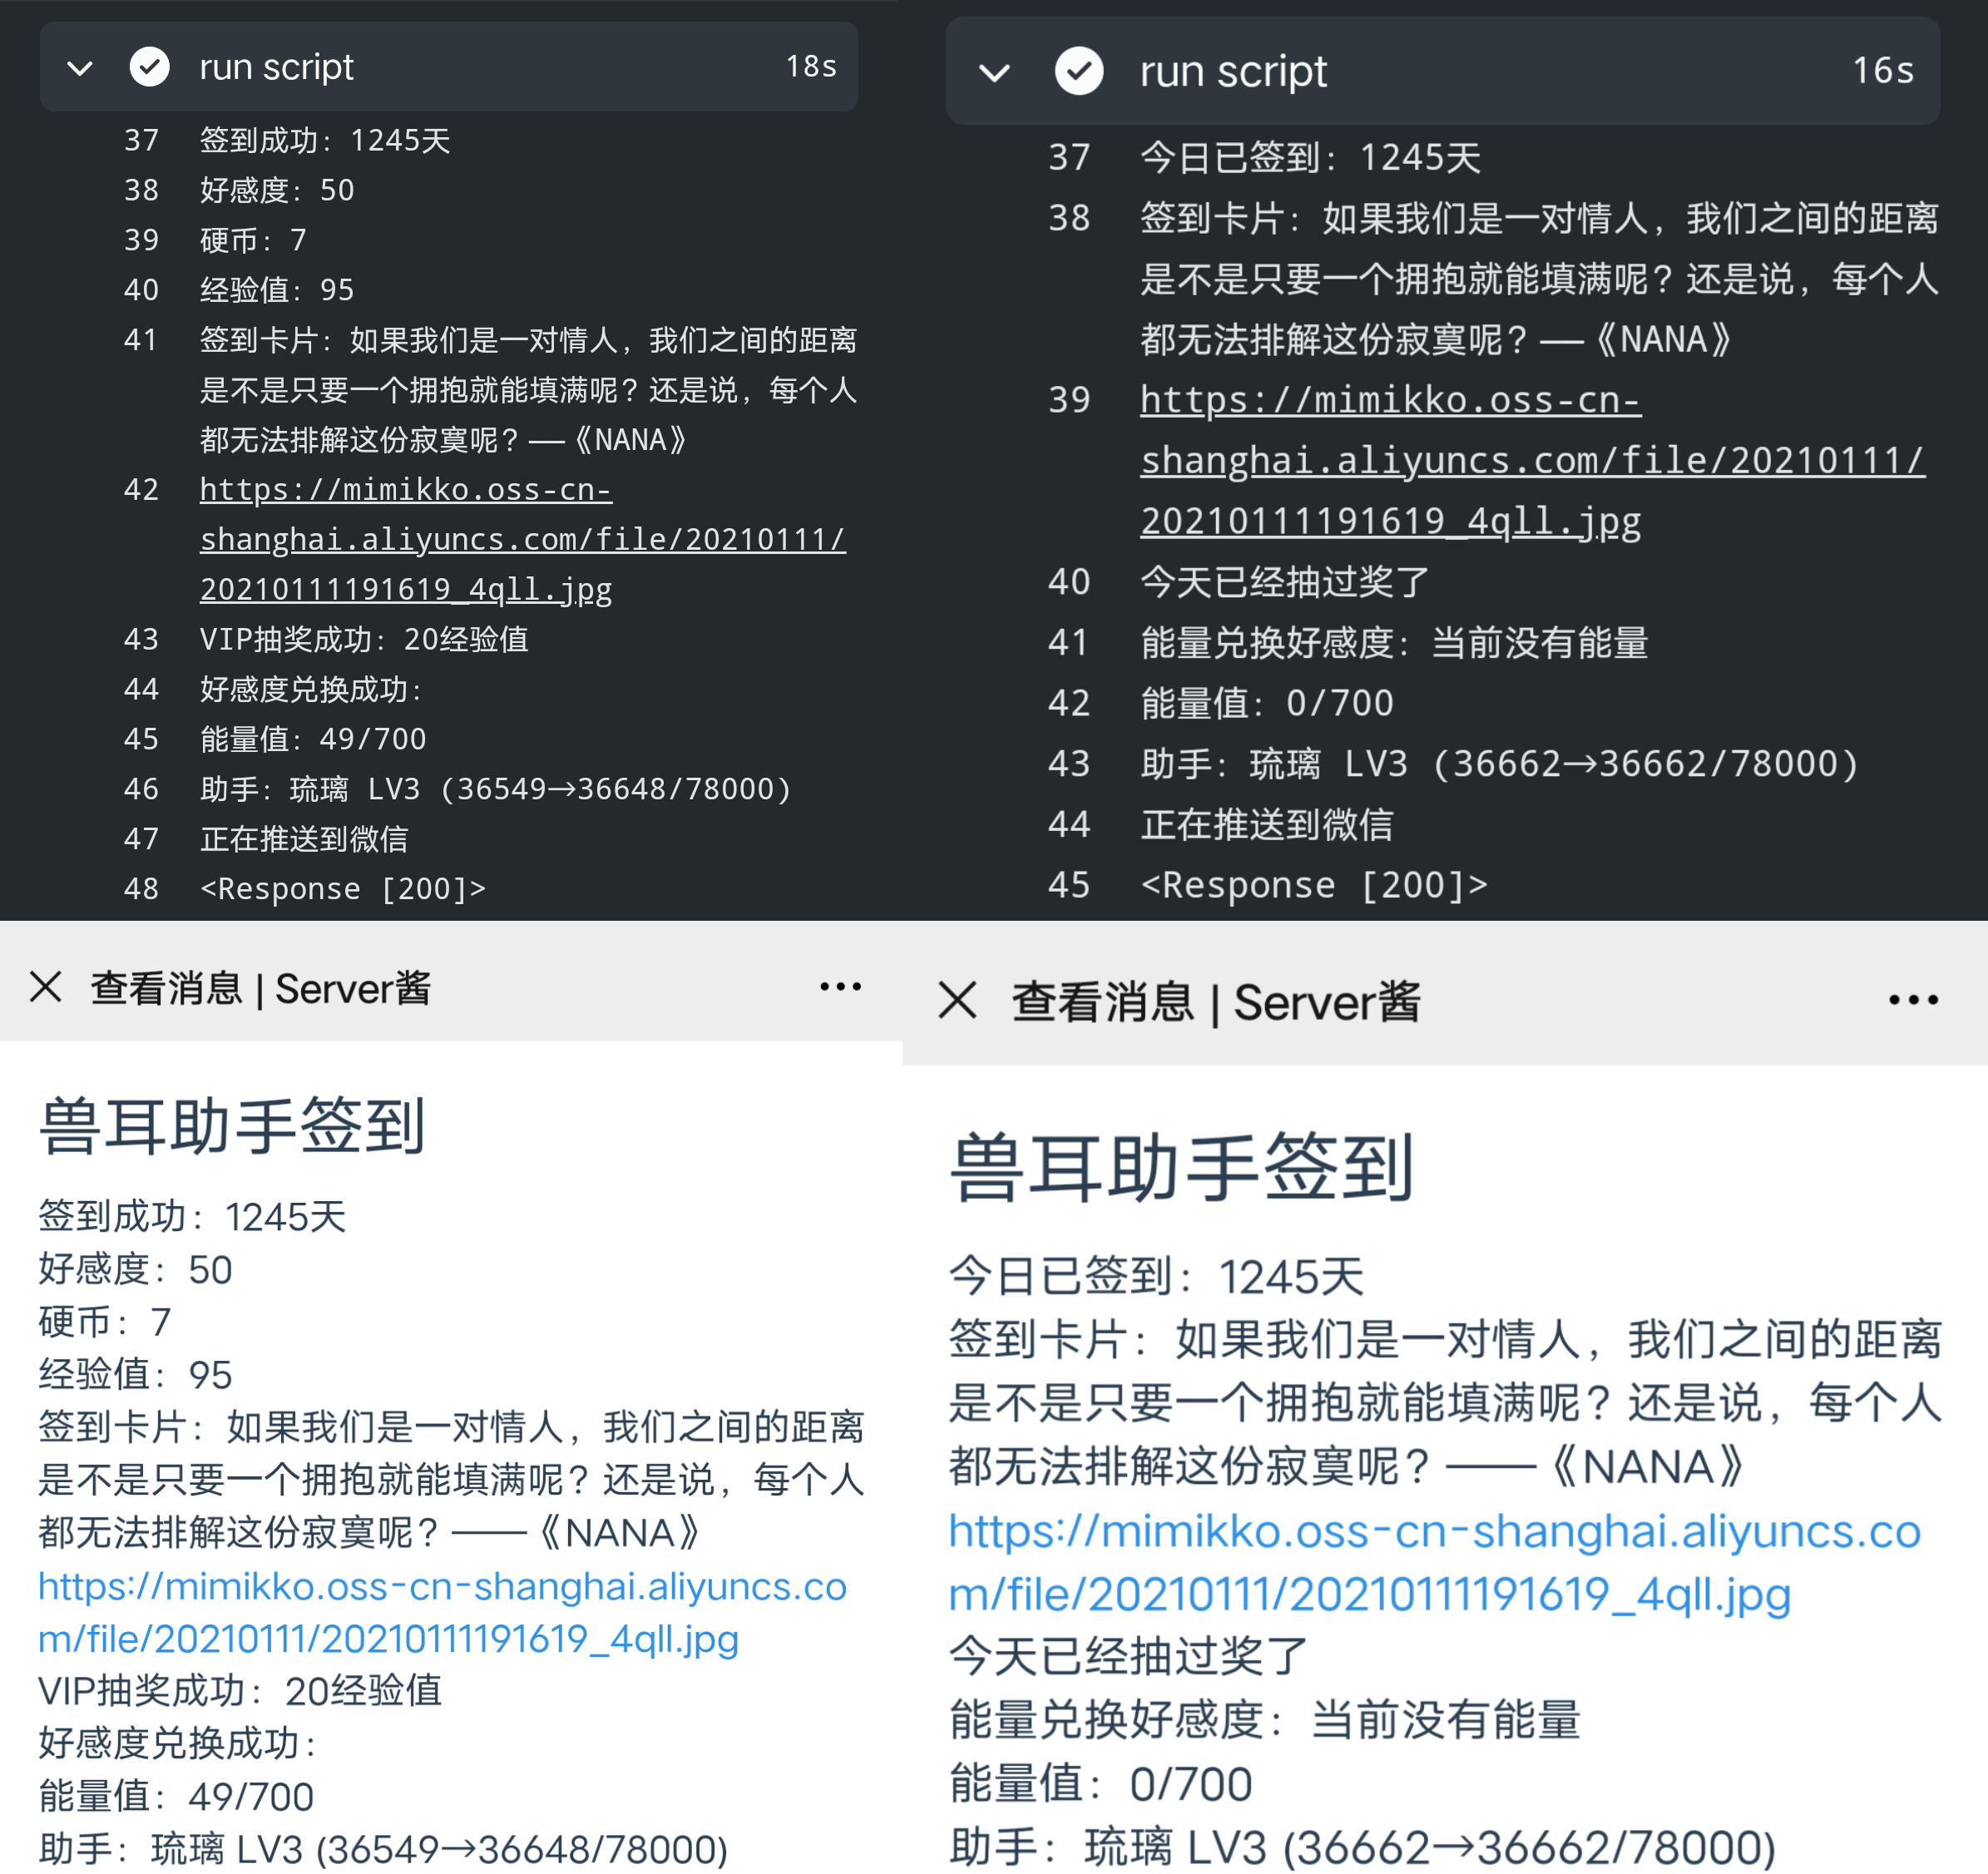 run script 18s
37 签到成功：1245天
38 好感度：50
39 硬币：7
40 经验值：95
41 签到卡片：如果我们是一对情人，我们之间的距离
是不是只要一个拥抱就能填满呢？还是说，每个人
都无法排解这份寂寞呢？——《NANA》
42 https://mimikko.oss-cn-
shanghai.aliyuncs.com/file/20210111/
20210111191619_4qll.jpg
43 VIP抽奖成功：20经验值
44 好感度兑换成功：
45 能量值：49/700
46 助手：琉璃 LV3 (36549→36648/78000)
47 正在推送到微信
48 <Response [200]>
run script 16s
37 今日已签到：1245天
38 签到卡片：如果我们是一对情人，我们之间的距离
是不是只要一个拥抱就能填满呢？还是说，每个人
都无法排解这份寂寞呢？——《NANA》
39 https://mimikko.oss-cn-
shanghai.aliyuncs.com/file/20210111/
20210111191619_4qll.jpg
40 今天已经抽过奖了
41 能量兑换好感度：当前没有能量
42 能量值：0/700
43 助手：琉璃 LV3 (36662→36662/78000)
44 正在推送到微信
45 <Response [200]>
查看消息 | Server酱
兽耳助手签到
签到成功：1245天
好感度：50
硬币：7
经验值：95
签到卡片：如果我们是一对情人，我们之间的距离
是不是只要一个拥抱就能填满呢？还是说，每个人
都无法排解这份寂寞呢？——《NANA》
https://mimikko.oss-cn-shanghai.aliyuncs.co
m/file/20210111/20210111191619_4qll.jpg
VIP抽奖成功：20经验值
好感度兑换成功：
能量值：49/700
助手：琉璃 LV3 (36549→36648/78000)
查看消息 | Server酱
兽耳助手签到
今日已签到：1245天
签到卡片：如果我们是一对情人，我们之间的距离
是不是只要一个拥抱就能填满呢？还是说，每个人
都无法排解这份寂寞呢？——《NANA》
https://mimikko.oss-cn-shanghai.aliyuncs.co
m/file/20210111/20210111191619_4qll.jpg
今天已经抽过奖了
能量兑换好感度：当前没有能量
能量值：0/700
助手：琉璃 LV3 (36662→36662/78000)